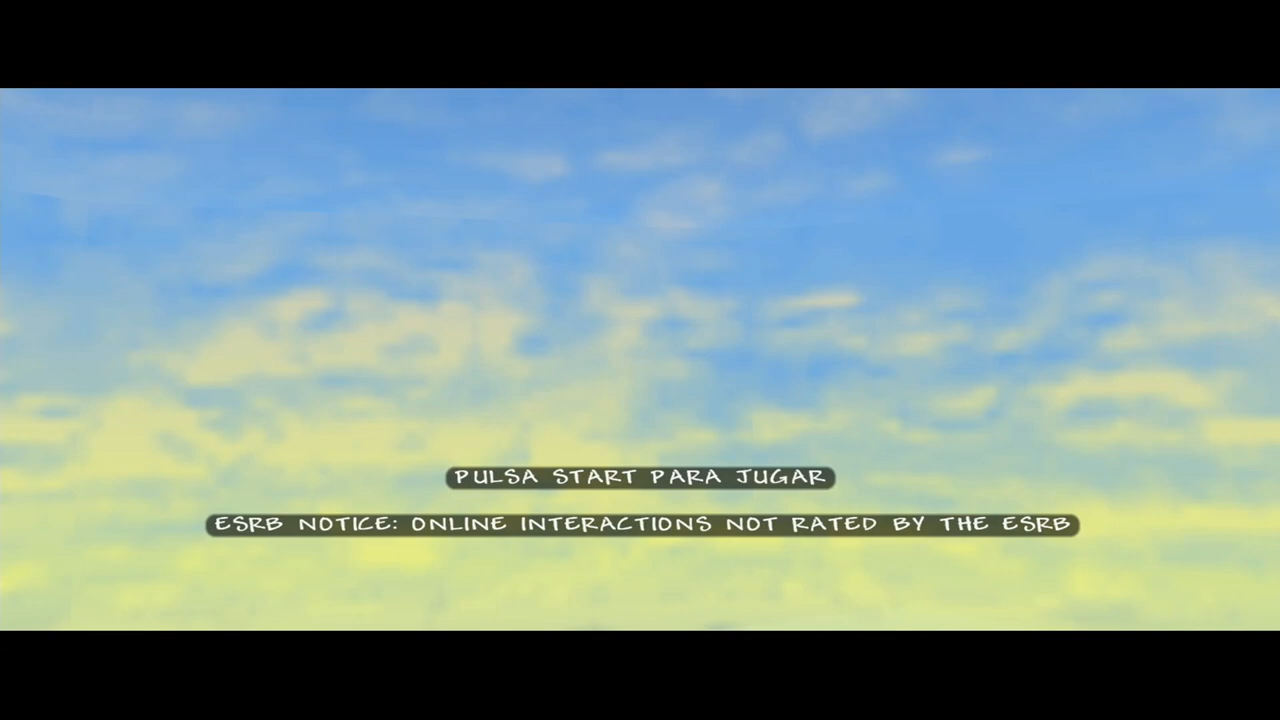 PULSA START PARA JUGAR
ESRB NOTICE: ONLINE INTERACTIONS NOT RATED BY THE ESRB